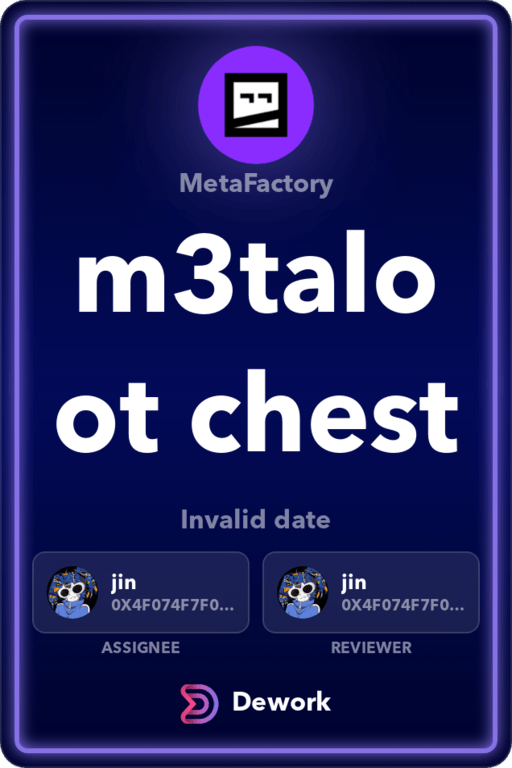 MetaFactory
m3talo
ot chest
Invalid date
jin
0X4F074F7F0...
jin
0X4F074F7F0...
ASSIGNEE
REVIEWER
Dework